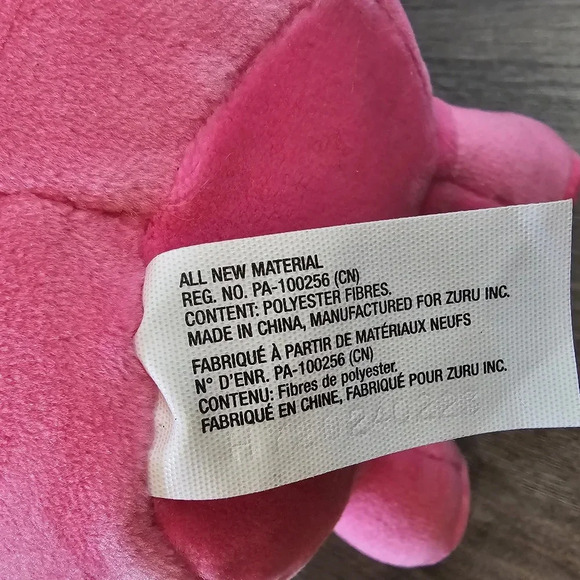 ALL NEW MATERIAL
REG. NO. PA-100256 (CN)
CONTENT: POLYESTER FIBRES.
MADE IN CHINA, MANUFACTURED FOR ZURU INC.
FABRIQUÉ À PARTIR DE MATÉRIAUX NEUFS
N° D'ENR. PA-100256 (CN)
CONTENU: Fibres de polyester.
FABRIQUÉ EN CHINE, FABRIQUÉ POUR ZURU INC.